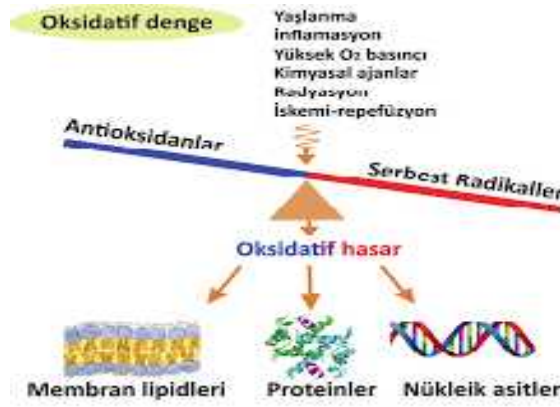 Oksidatif denge
Yaşlanma
İnflamasyon
Yüksek O₂ basıncı
Kimyasal ajanlar
Radyasyon
İskemi-repefüzyon
Antioksidanlar
Serbest Radikaller
Oksidatif hasar
Membran lipidleri
Proteinler
Nükleik asitler